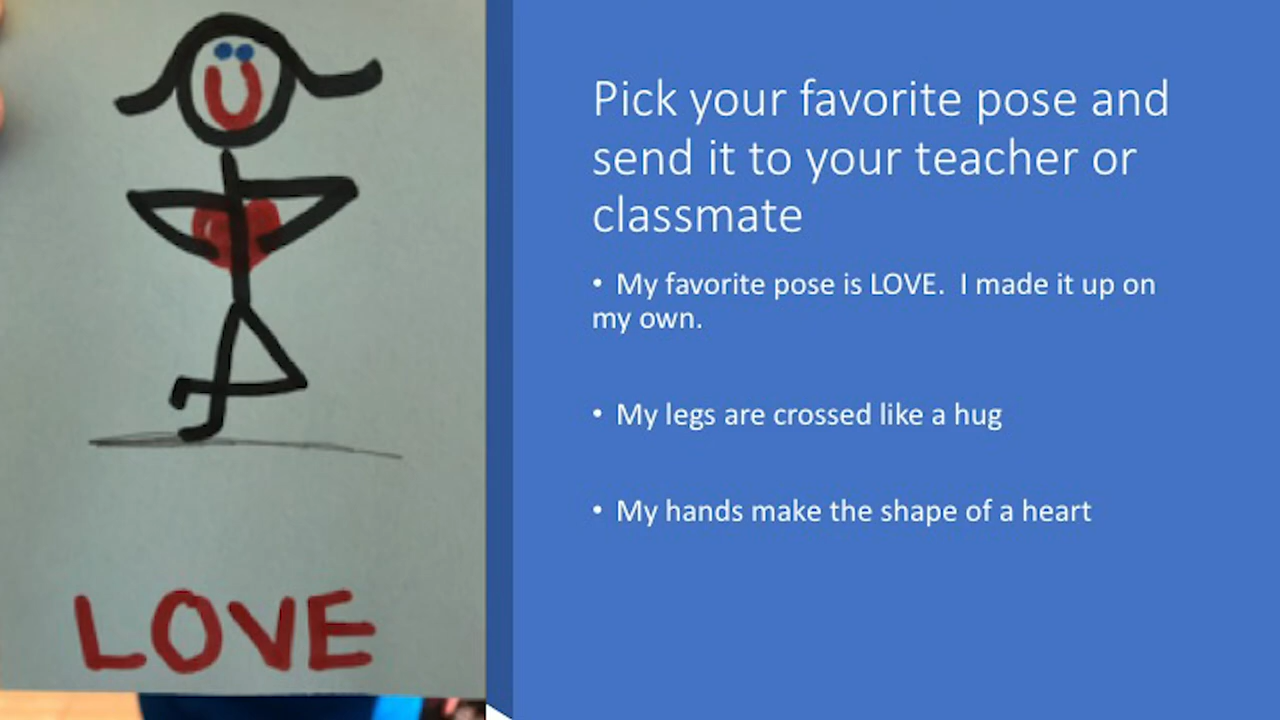 Pick your favorite pose and
send it to your teacher or
classmate
• My favorite pose is LOVE.  I made it up on
my own.
• My legs are crossed like a hug
• My hands make the shape of a heart
LOVE